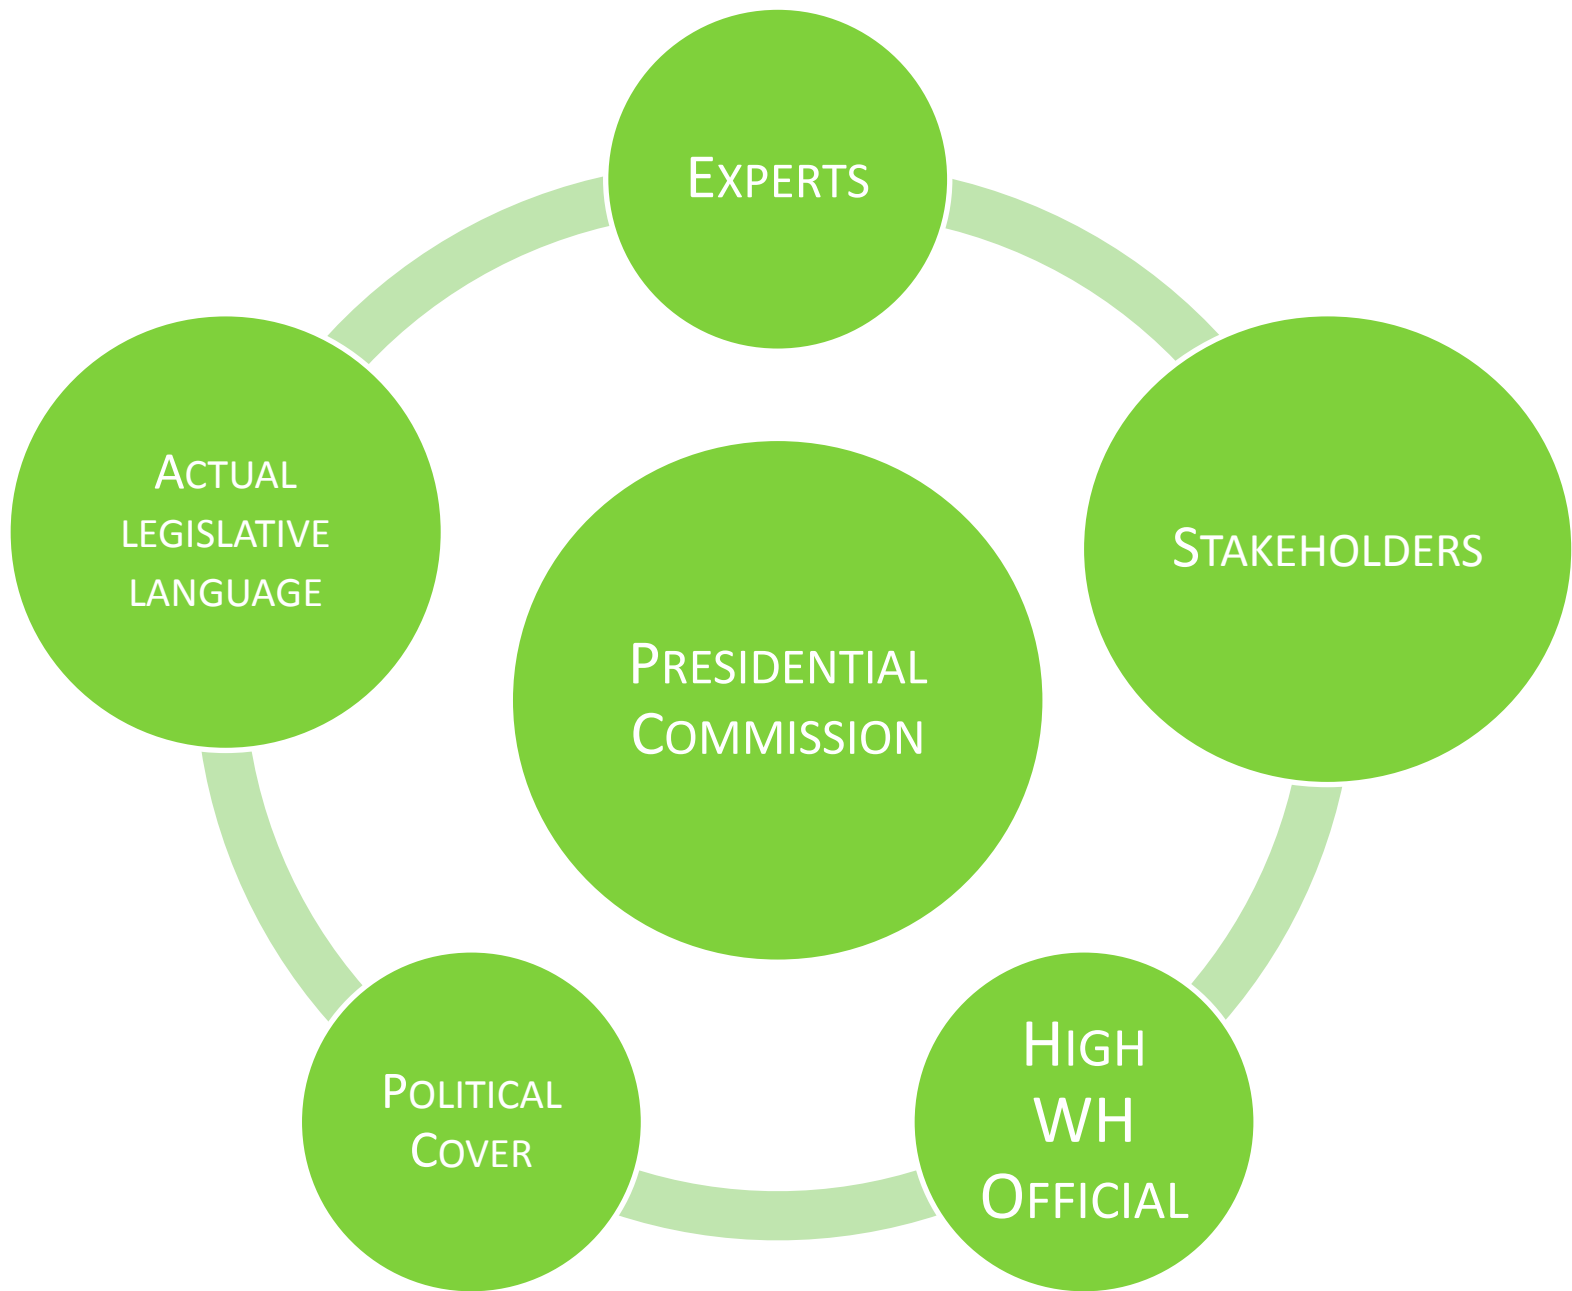 Experts
Stakeholders
High
WH
Official
Political
Cover
Actual
legislative
language
Presidential
Commission